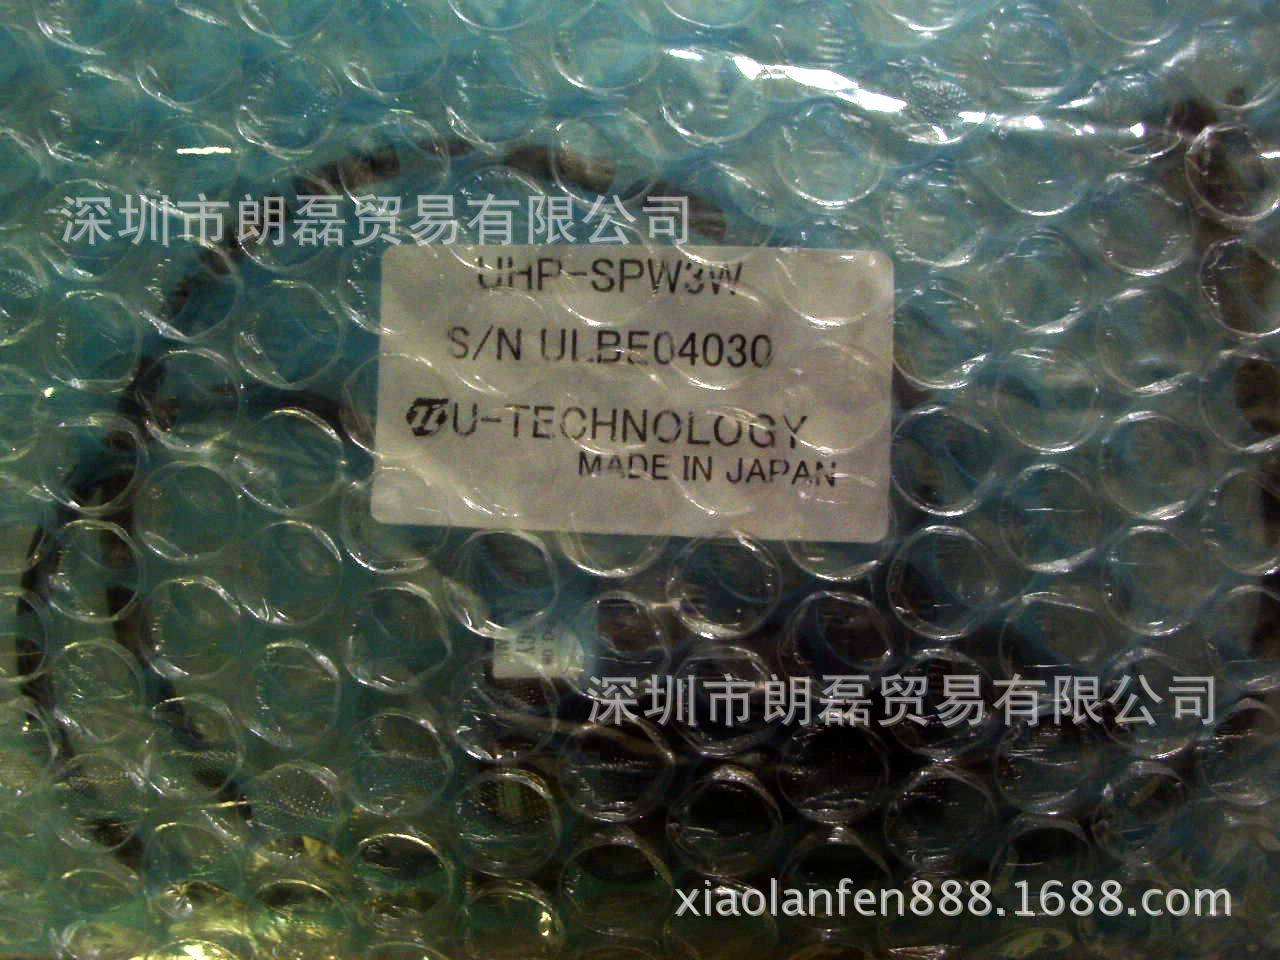 深圳市朗磊贸易有限公司
UHP-SPW3W
S/N ULBE04030
U-TECHNOLOGY
MADE IN JAPAN
深圳市朗磊贸易有限公司
xiaolanfen888.1688.com